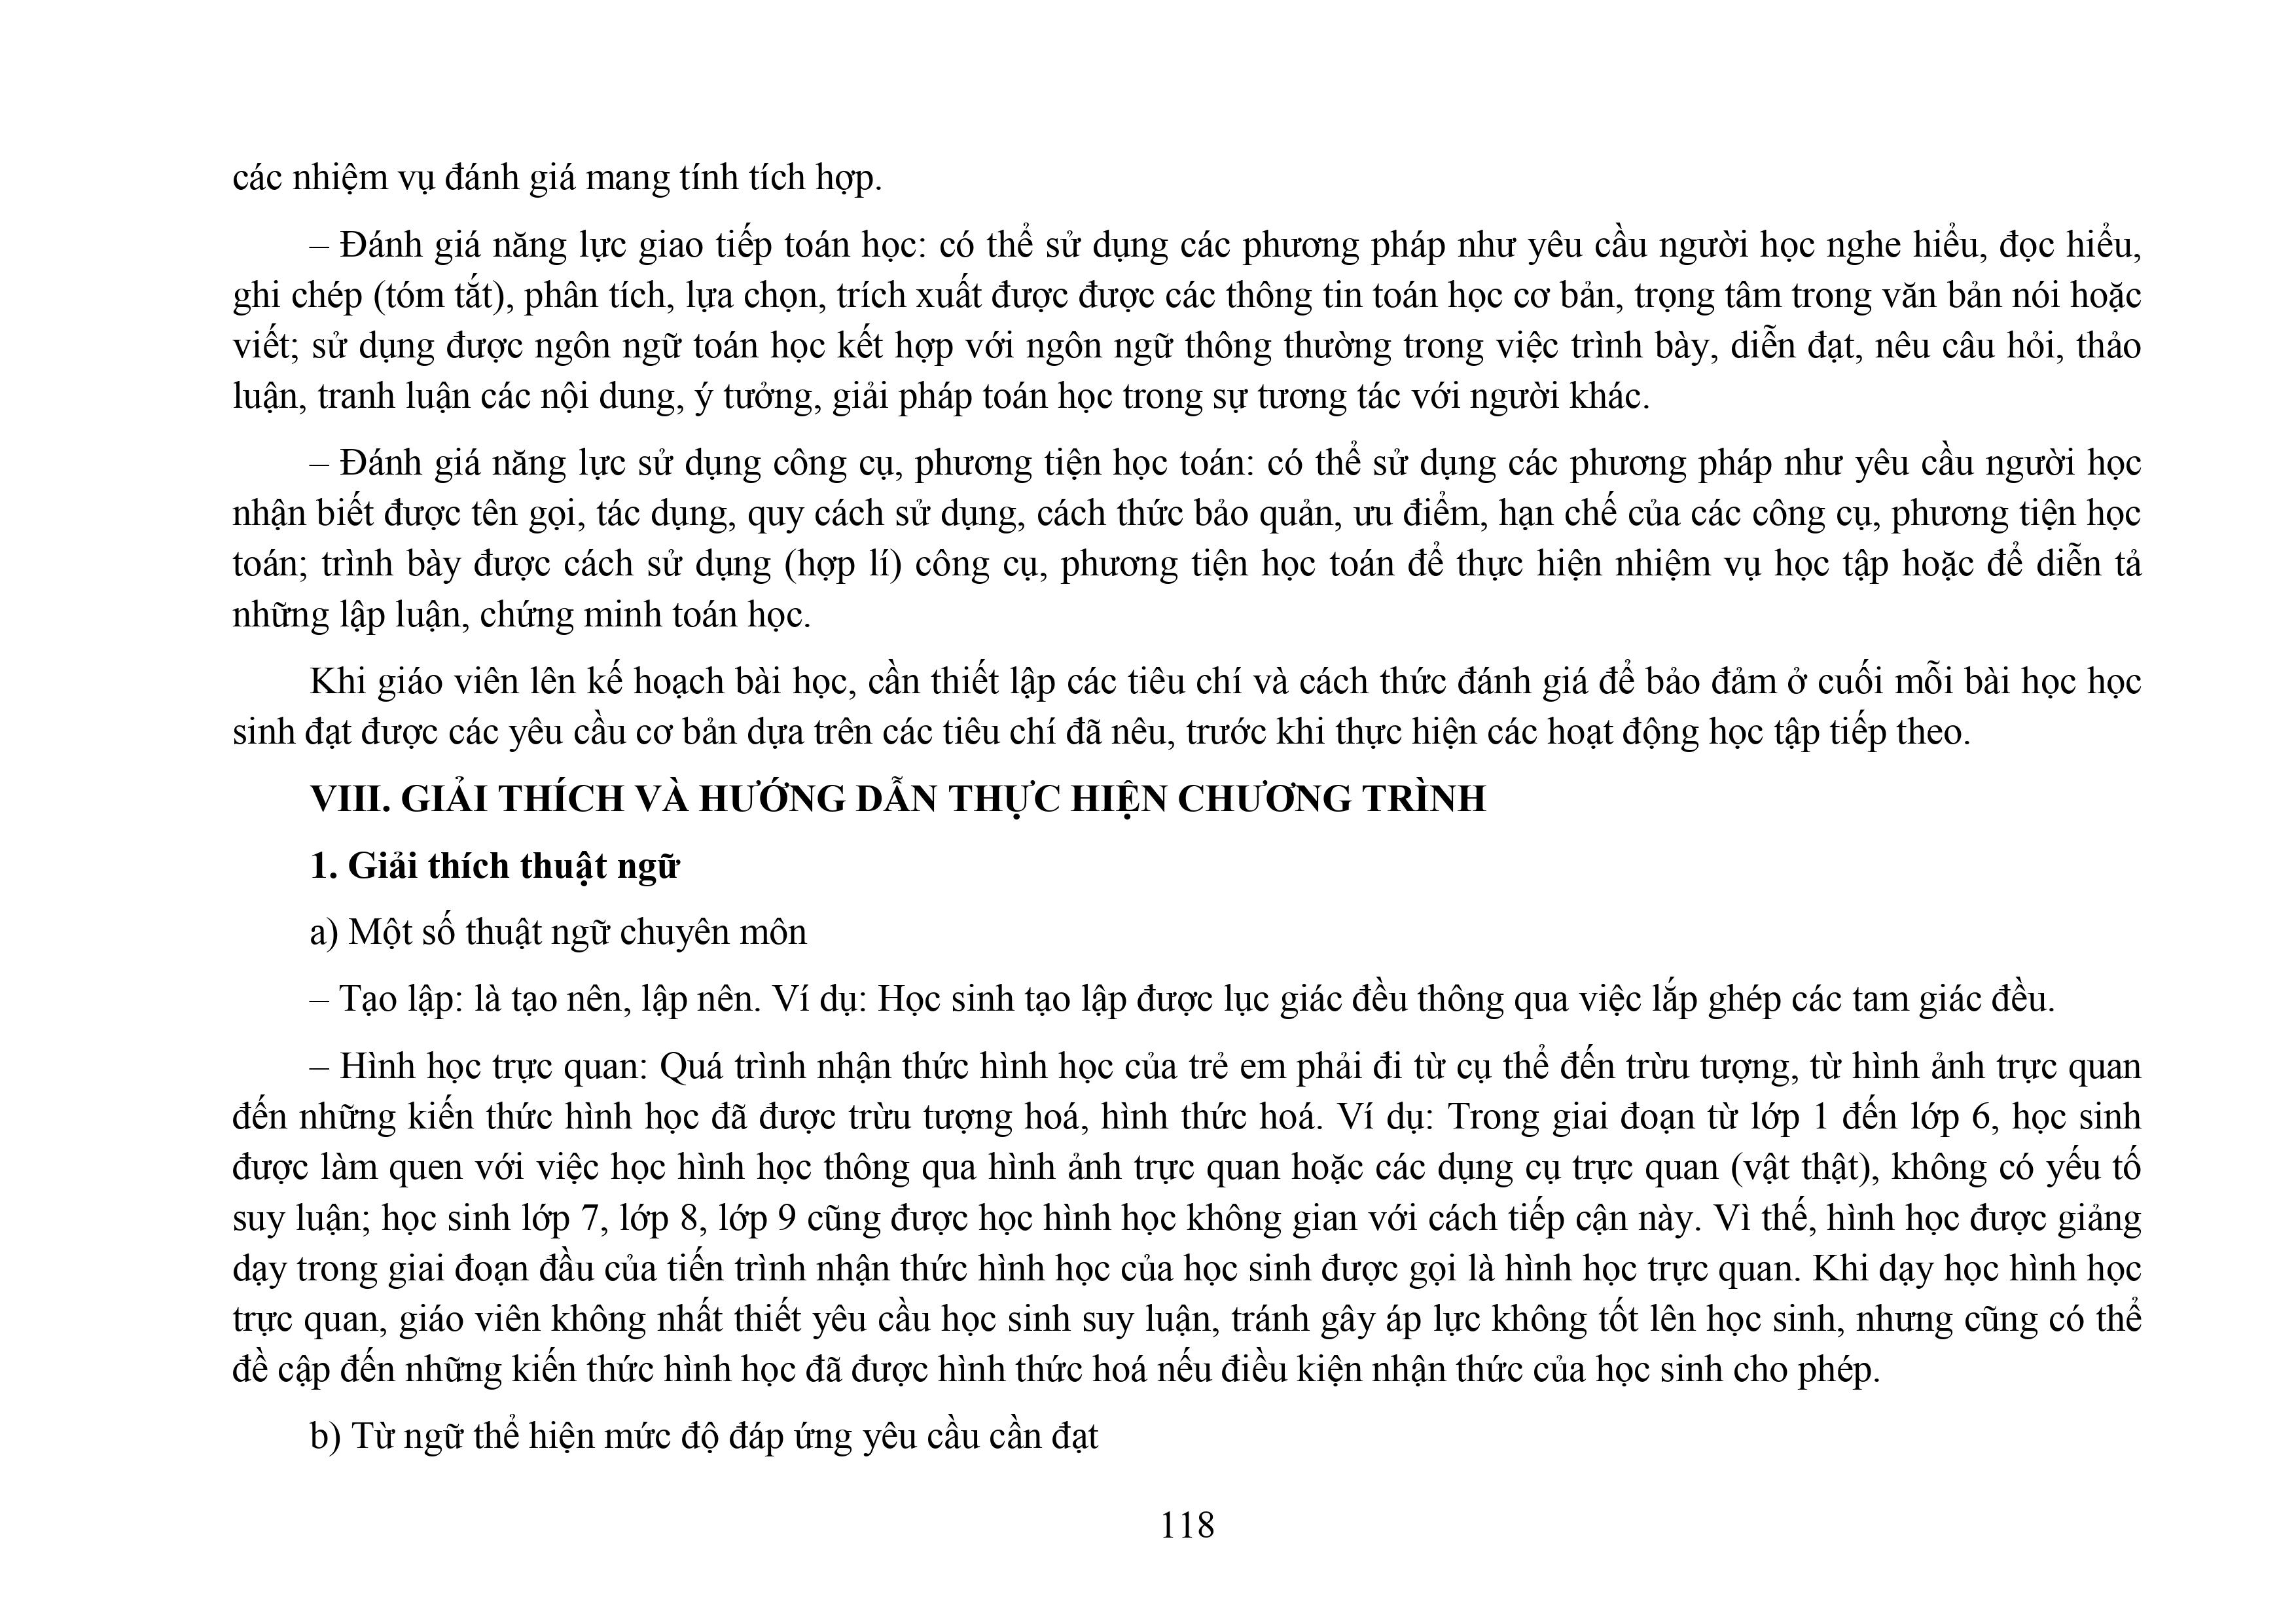 các nhiệm vụ đánh giá mang tính tích hợp.
– Đánh giá năng lực giao tiếp toán học: có thể sử dụng các phương pháp như yêu cầu người học nghe hiểu, đọc hiểu,
ghi chép (tóm tắt), phân tích, lựa chọn, trích xuất được được các thông tin toán học cơ bản, trọng tâm trong văn bản nói hoặc
viết; sử dụng được ngôn ngữ toán học kết hợp với ngôn ngữ thông thường trong việc trình bày, diễn đạt, nêu câu hỏi, thảo
luận, tranh luận các nội dung, ý tưởng, giải pháp toán học trong sự tương tác với người khác.
– Đánh giá năng lực sử dụng công cụ, phương tiện học toán: có thể sử dụng các phương pháp như yêu cầu người học
nhận biết được tên gọi, tác dụng, quy cách sử dụng, cách thức bảo quản, ưu điểm, hạn chế của các công cụ, phương tiện học
toán; trình bày được cách sử dụng (hợp lí) công cụ, phương tiện học toán để thực hiện nhiệm vụ học tập hoặc để diễn tả
những lập luận, chứng minh toán học.
Khi giáo viên lên kế hoạch bài học, cần thiết lập các tiêu chí và cách thức đánh giá để bảo đảm ở cuối mỗi bài học học
sinh đạt được các yêu cầu cơ bản dựa trên các tiêu chí đã nêu, trước khi thực hiện các hoạt động học tập tiếp theo.
VIII. GIẢI THÍCH VÀ HƯỚNG DẪN THỰC HIỆN CHƯƠNG TRÌNH
1. Giải thích thuật ngữ
a) Một số thuật ngữ chuyên môn
– Tạo lập: là tạo nên, lập nên. Ví dụ: Học sinh tạo lập được lục giác đều thông qua việc lắp ghép các tam giác đều.
– Hình học trực quan: Quá trình nhận thức hình học của trẻ em phải đi từ cụ thể đến trừu tượng, từ hình ảnh trực quan
đến những kiến thức hình học đã được trừu tượng hoá, hình thức hoá. Ví dụ: Trong giai đoạn từ lớp 1 đến lớp 6, học sinh
được làm quen với việc học hình học thông qua hình ảnh trực quan hoặc các dụng cụ trực quan (vật thật), không có yếu tố
suy luận; học sinh lớp 7, lớp 8, lớp 9 cũng được học hình học không gian với cách tiếp cận này. Vì thế, hình học được giảng
dạy trong giai đoạn đầu của tiến trình nhận thức hình học của học sinh được gọi là hình học trực quan. Khi dạy học hình học
trực quan, giáo viên không nhất thiết yêu cầu học sinh suy luận, tránh gây áp lực không tốt lên học sinh, nhưng cũng có thể
đề cập đến những kiến thức hình học đã được hình thức hoá nếu điều kiện nhận thức của học sinh cho phép.
b) Từ ngữ thể hiện mức độ đáp ứng yêu cầu cần đạt
118